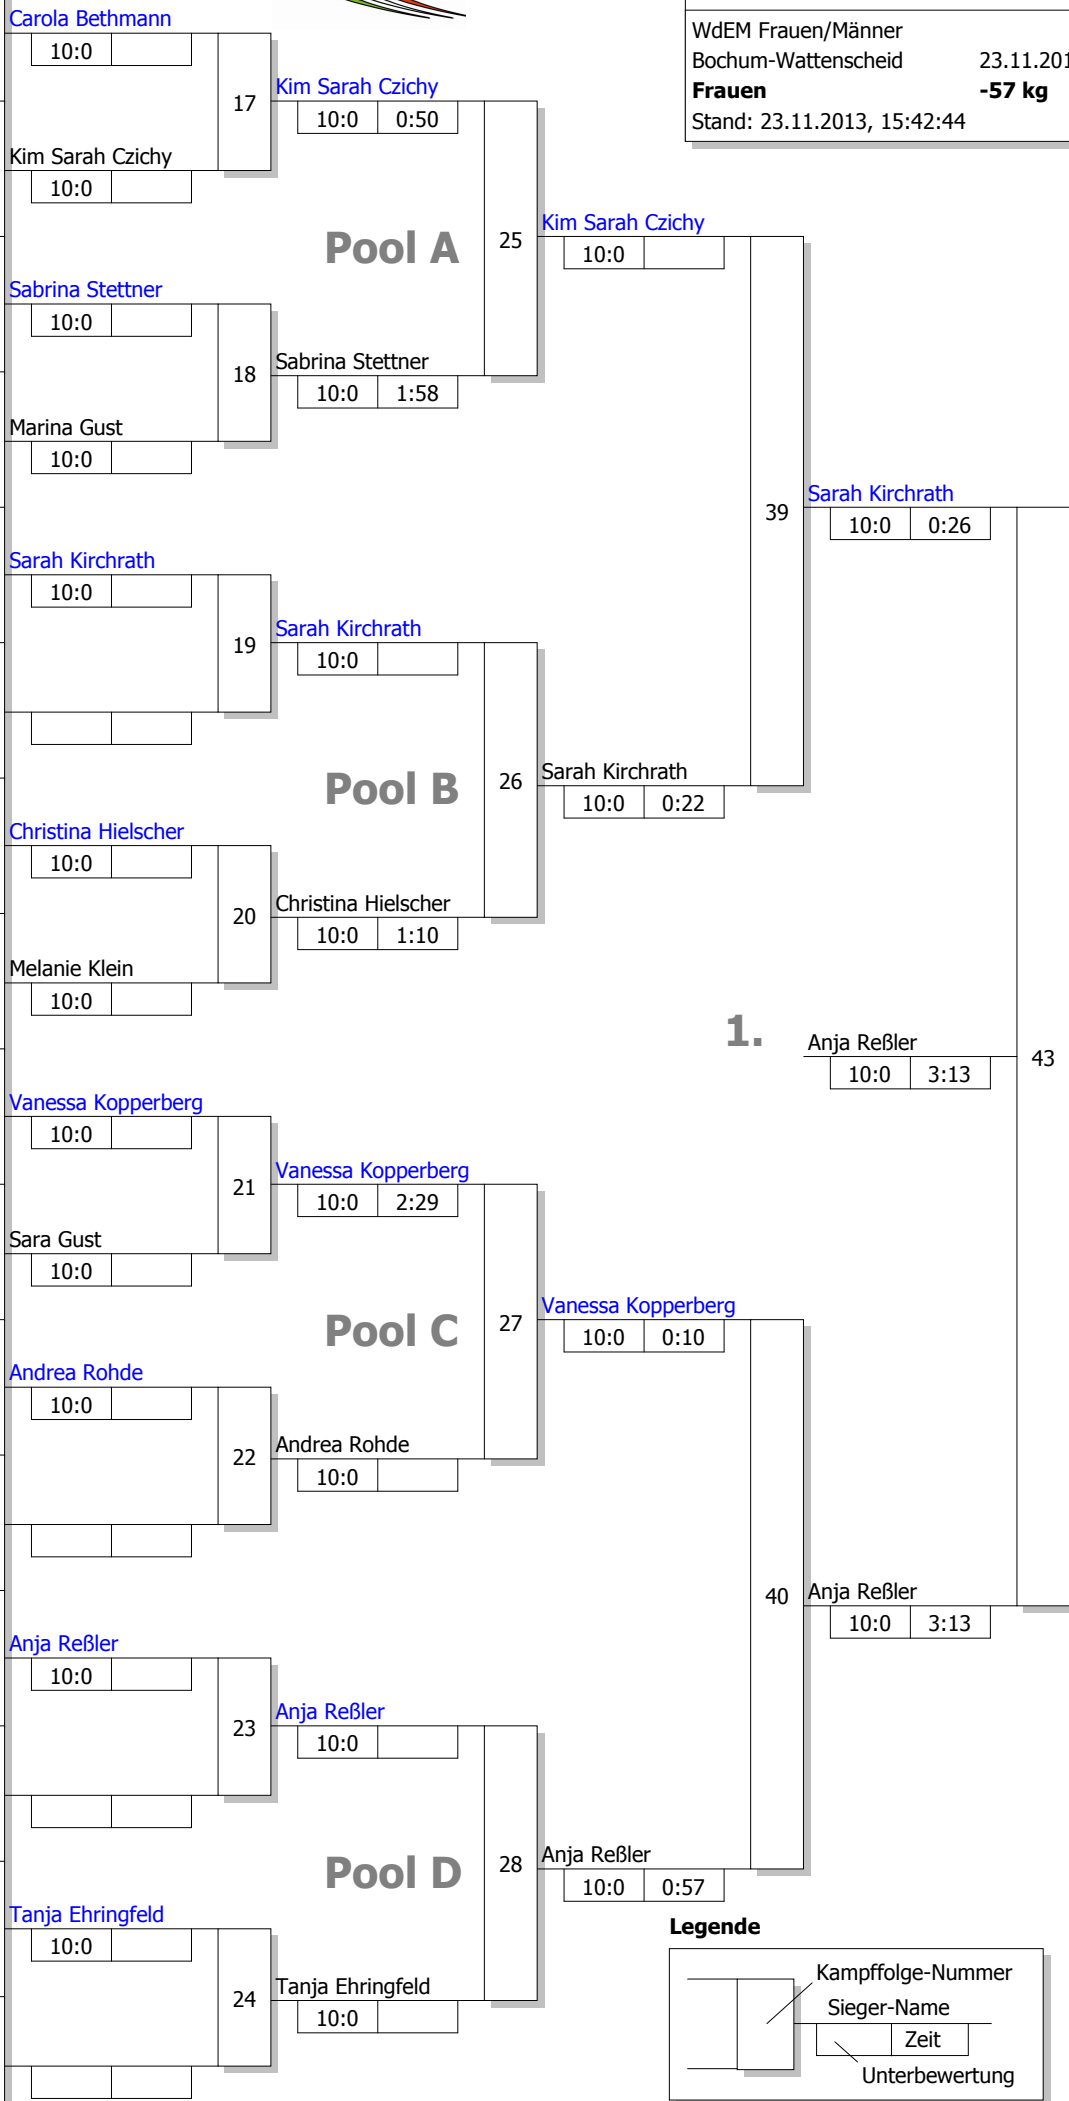 Carola Bethmann
10:0
WdEM Frauen/Männer
Bochum-Wattenscheid 23.11.201
Frauen -57 kg
Stand: 23.11.2013, 15:42:44
17
Kim Sarah Czichy
10:0 0:50
Kim Sarah Czichy
10:0
Pool A
25
Kim Sarah Czichy
10:0
Sabrina Stettner
10:0
18
Sabrina Stettner
10:0 1:58
Marina Gust
10:0
39
Sarah Kirchrath
10:0 0:26
Sarah Kirchrath
10:0
19
Sarah Kirchrath
10:0
Pool B
26
Sarah Kirchrath
10:0 0:22
Christina Hielscher
10:0
20
Christina Hielscher
10:0 1:10
Melanie Klein
10:0
1.
Anja Reßler
10:0 3:13
43
Vanessa Kopperberg
10:0
21
Vanessa Kopperberg
10:0 2:29
Sara Gust
10:0
Pool C
27
Vanessa Kopperberg
10:0 0:10
Andrea Rohde
10:0
22
Andrea Rohde
10:0
40
Anja Reßler
10:0 3:13
Anja Reßler
10:0
23
Anja Reßler
10:0
Pool D
28
Anja Reßler
10:0 0:57
Tanja Ehringfeld
10:0
24
Tanja Ehringfeld
10:0
Legende
Kampffolge-Nummer
Sieger-Name
Zeit
Unterbewertung